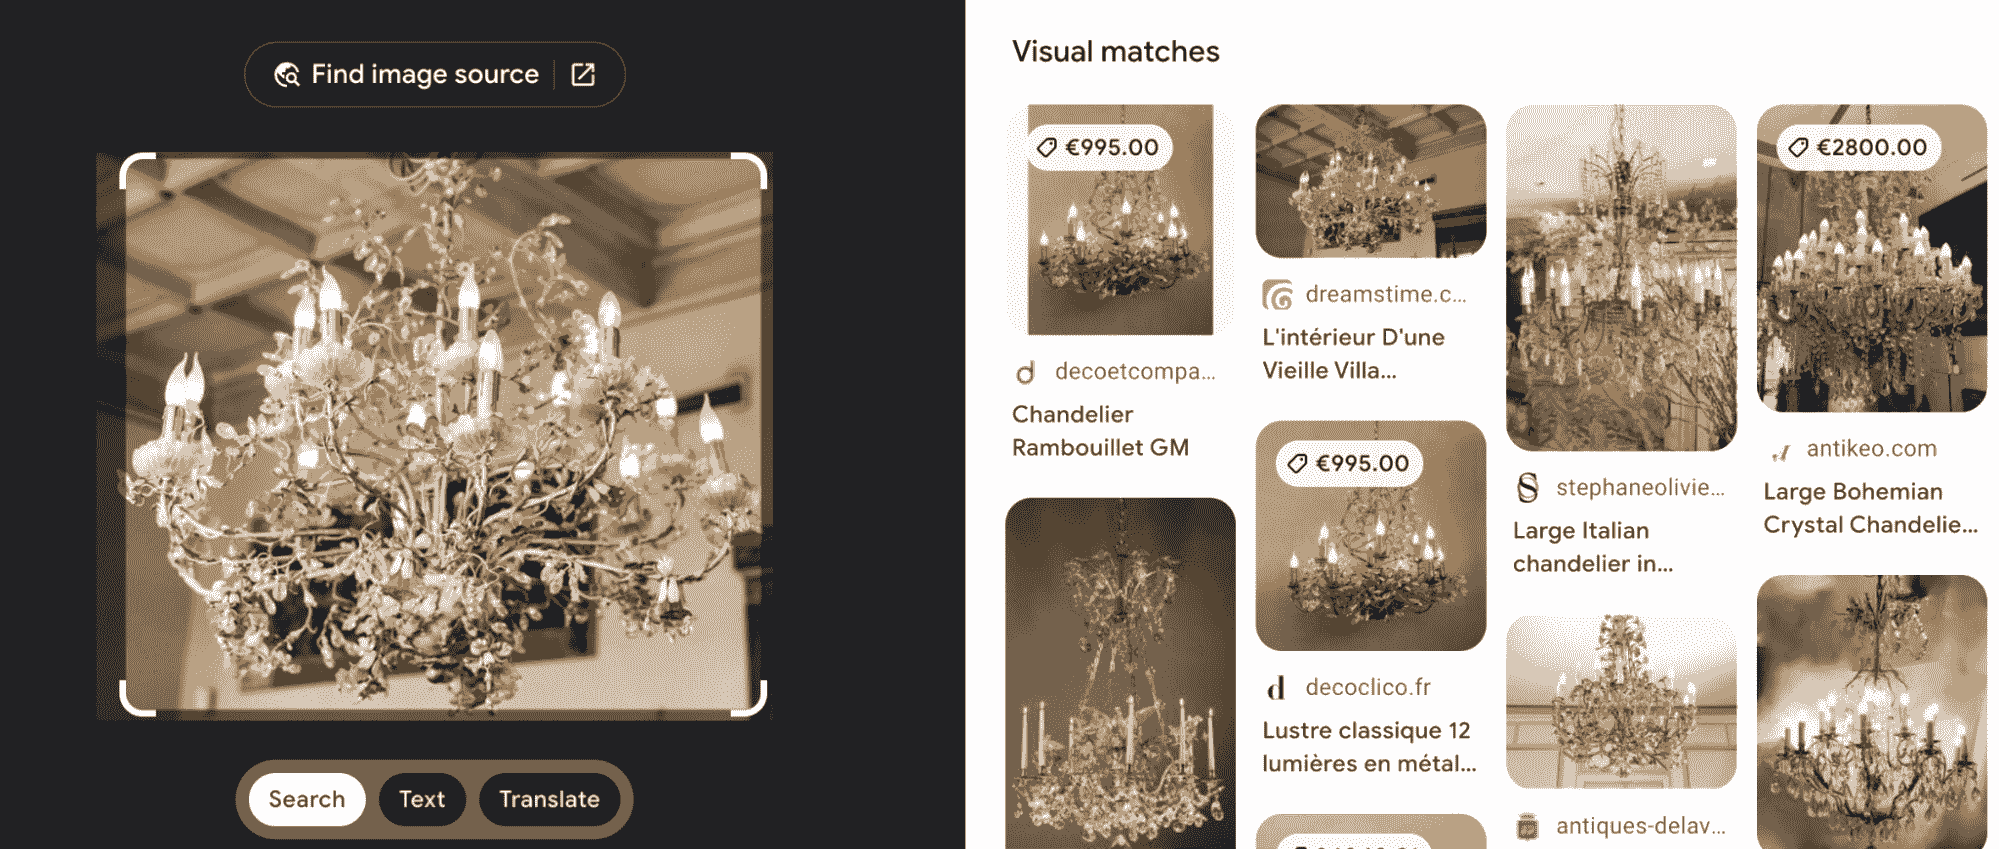 Find image source
Search
Text
Translate
Visual matches
€995.00
decoetcompa...
Chandelier
Rambouillet GM
dreamstime.c...
L'intérieur D'une
Vieille Villa...
€995.00
decoclico.fr
Lustre classique 12
lumières en métal...
stephaneolivie...
Large Italian
chandelier in...
antiques-delav...
€2800.00
antikeo.com
Large Bohemian
Crystal Chandelie...